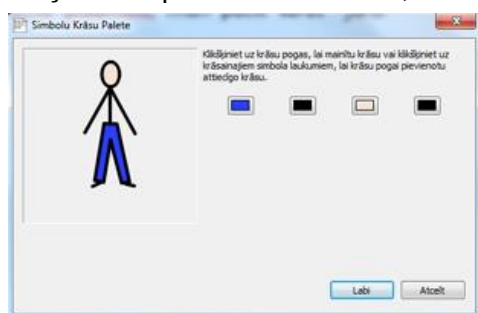 Simbolu Krāsu Palete
Klikšķiniet uz krāsu pogas, lai mainītu krāsu vai klikšķiniet uz
krāsainajiem simbola laukumiem, lai krāsu pogai pievienotu
attiecīgo krāsu.
Labi
Atcelt